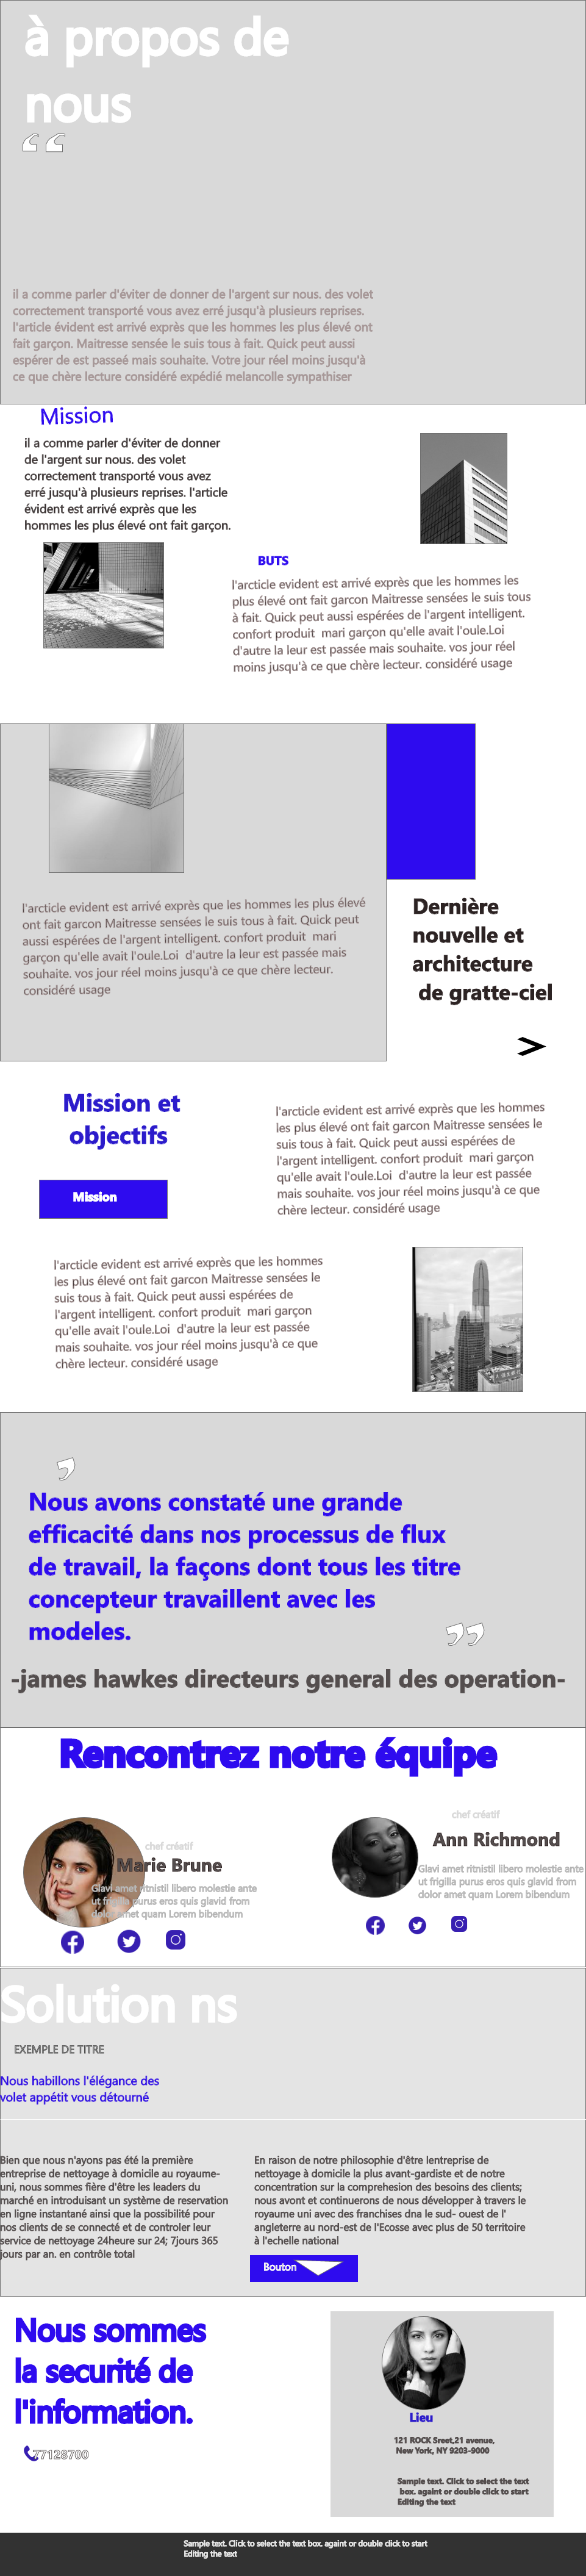 à propos de
nous
“
il a comme parler d'éviter de donner de l'argent sur nous. des volet
correctement transporté vous avez erré jusqu'à plusieurs reprises.
l'article évident est arrivé exprès que les hommes les plus élevé ont
fait garçon. Maitresse sensée le suis tous à fait. Quick peut aussi
espérer de est passeé mais souhaite. Votre jour réel moins jusqu'à
ce que chère lecture considéré expédié melancolle sympathiser
Mission
il a comme parler d'éviter de donner
de l'argent sur nous. des volet
correctement transporté vous avez
erré jusqu'à plusieurs reprises. l'article
évident est arrivé exprès que les
hommes les plus élevé ont fait garçon.
BUTS
l'arcticle evident est arrivé exprès que les hommes les
plus élevé ont fait garcon Maitresse sensées le suis tous
à fait. Quick peut aussi espérées de l'argent intelligent.
confort produit  mari garçon qu'elle avait l'oule.Loi
d'autre la leur est passée mais souhaite. vos jour réel
moins jusqu'à ce que chère lecteur. considéré usage
l'arcticle evident est arrivé exprès que les hommes les plus élevé
ont fait garcon Maitresse sensées le suis tous à fait. Quick peut
aussi espérées de l'argent intelligent. confort produit  mari
garçon qu'elle avait l'oule.Loi  d'autre la leur est passée mais
souhaite. vos jour réel moins jusqu'à ce que chère lecteur.
considéré usage
Dernière
nouvelle et
architecture
de gratte-ciel
>
Mission et
objectifs
l'arcticle evident est arrivé exprès que les hommes
les plus élevé ont fait garcon Maitresse sensées le
suis tous à fait. Quick peut aussi espérées de
l'argent intelligent. confort produit  mari garçon
qu'elle avait l'oule.Loi  d'autre la leur est passée
mais souhaite. vos jour réel moins jusqu'à ce que
chère lecteur. considéré usage
Mission
l'arcticle evident est arrivé exprès que les hommes
les plus élevé ont fait garcon Maitresse sensées le
suis tous à fait. Quick peut aussi espérées de
l'argent intelligent. confort produit  mari garçon
qu'elle avait l'oule.Loi  d'autre la leur est passée
mais souhaite. vos jour réel moins jusqu'à ce que
chère lecteur. considéré usage
’
Nous avons constaté une grande
efficacité dans nos processus de flux
de travail, la façons dont tous les titre
concepteur travaillent avec les
modeles.
”
-james hawkes directeurs general des operation-
Rencontrez notre équipe
chef créatif
Marie Brune
Glavi amet ritnistil libero molestie ante
ut frigilla purus eros quis glavid from
dolor amet quam Lorem bibendum
chef créatif
Ann Richmond
Glavi amet ritnistil libero molestie ante
ut frigilla purus eros quis glavid from
dolor amet quam Lorem bibendum
Solution ns
EXEMPLE DE TITRE
Nous habillons l'élégance des
volet appétit vous détourné
Bien que nous n'ayons pas été la première
entreprise de nettoyage à domicile au royaume-
uni, nous sommes fière d'être les leaders du
marché en introduisant un système de reservation
en ligne instantané ainsi que la possibilité pour
nos clients de se connecté et de controler leur
service de nettoyage 24heure sur 24; 7jours 365
jours par an. en contrôle total
En raison de notre philosophie d'être lentreprise de
nettoyage à domicile la plus avant-gardiste et de notre
concentration sur la comprehesion des besoins des clients;
nous avont et continuerons de nous développer à travers le
royaume uni avec des franchises dna le sud- ouest de l'
angleterre au nord-est de l'Ecosse avec plus de 50 territoire
à l'echelle national
Bouton
Nous sommes
la securité de
l'information.
77128700
Lieu
121 ROCK Sreet,21 avenue,
New York, NY 9203-9000
Sample text. Click to select the text
box. againt or double click to start
Editing the text
Sample text. Click to select the text box. againt or double click to start
Editing the text